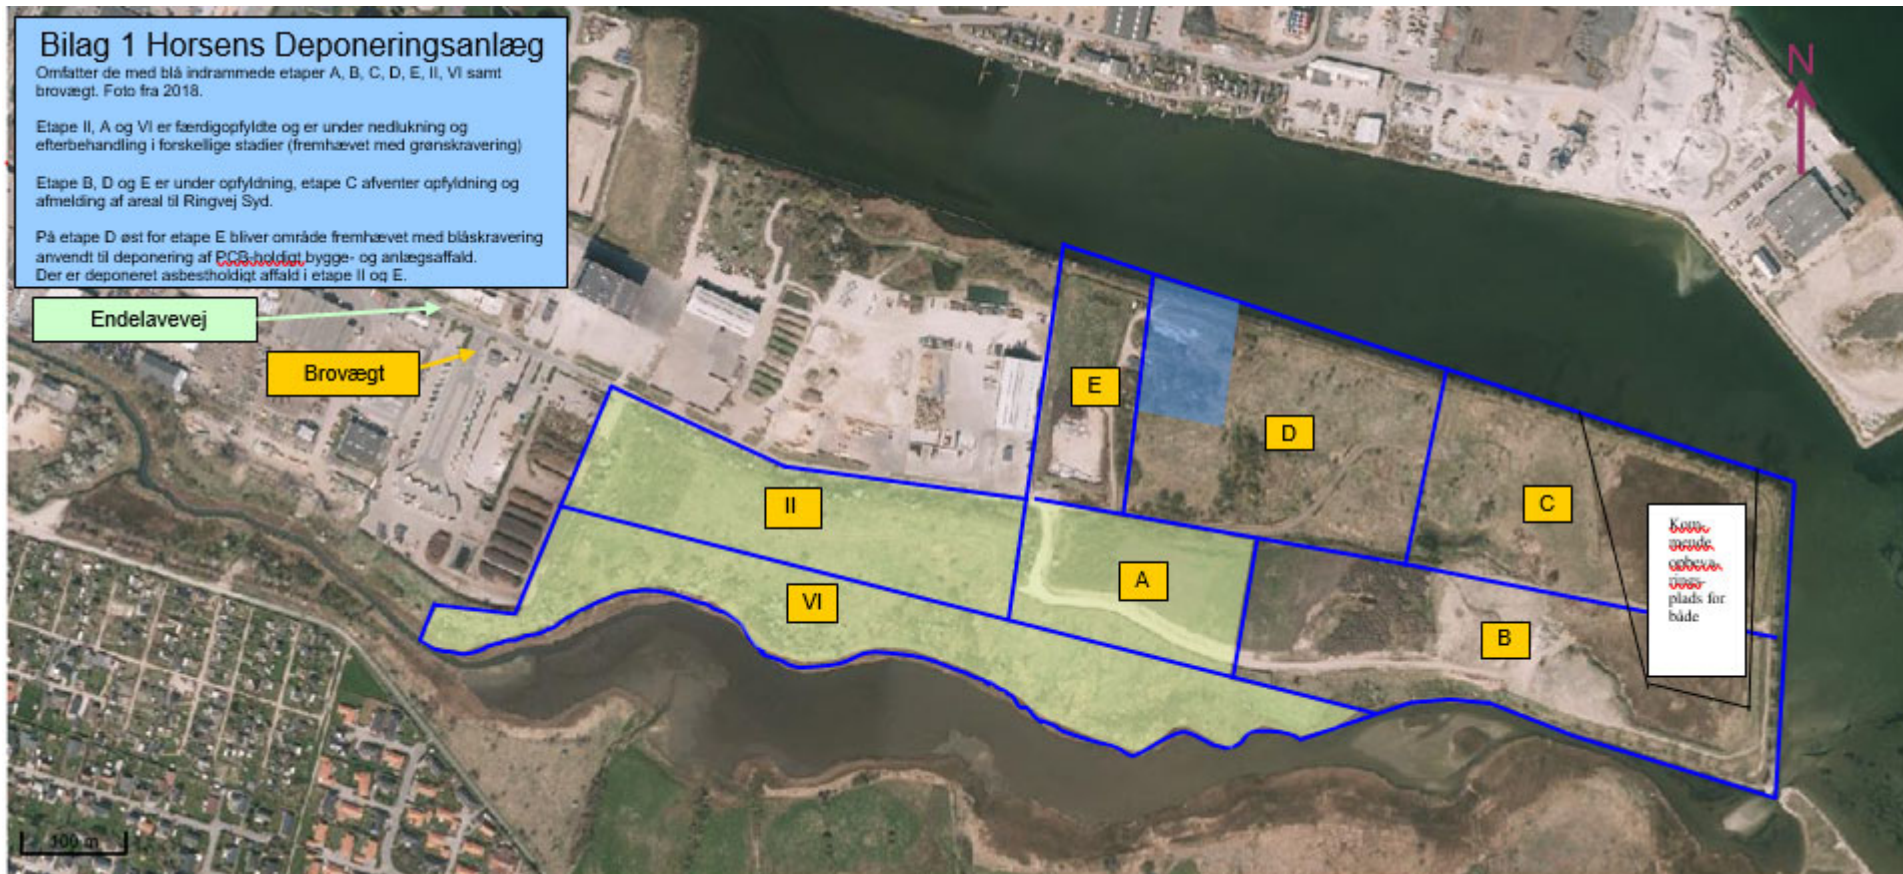 Bilag 1 Horsens Deponeringsanlæg
Omfatter de med blå indrammede etaper A, B, C, D, E, II, VI samt
brovægt. Foto fra 2018.
Etape II, A og VI er færdigopfyldte og er under nedlukning og
efterbehandling i forskellige stadier (fremhævet med grønskravering)
Etape B, D og E er under opfyldning, etape C afventer opfyldning og
afmelding af areal til Ringvej Syd.
På etape D øst for etape E bliver område fremhævet med blåskravering
anvendt til deponering af PCB-holdigt bygge- og anlægsaffald.
Der er deponeret asbestholdigt affald i etape II og E.
N
Endelavevej
Brovægt
E
D
II
C
Kom-
mende
opbeva-
rings-
plads for
både
A
VI
B
100 m